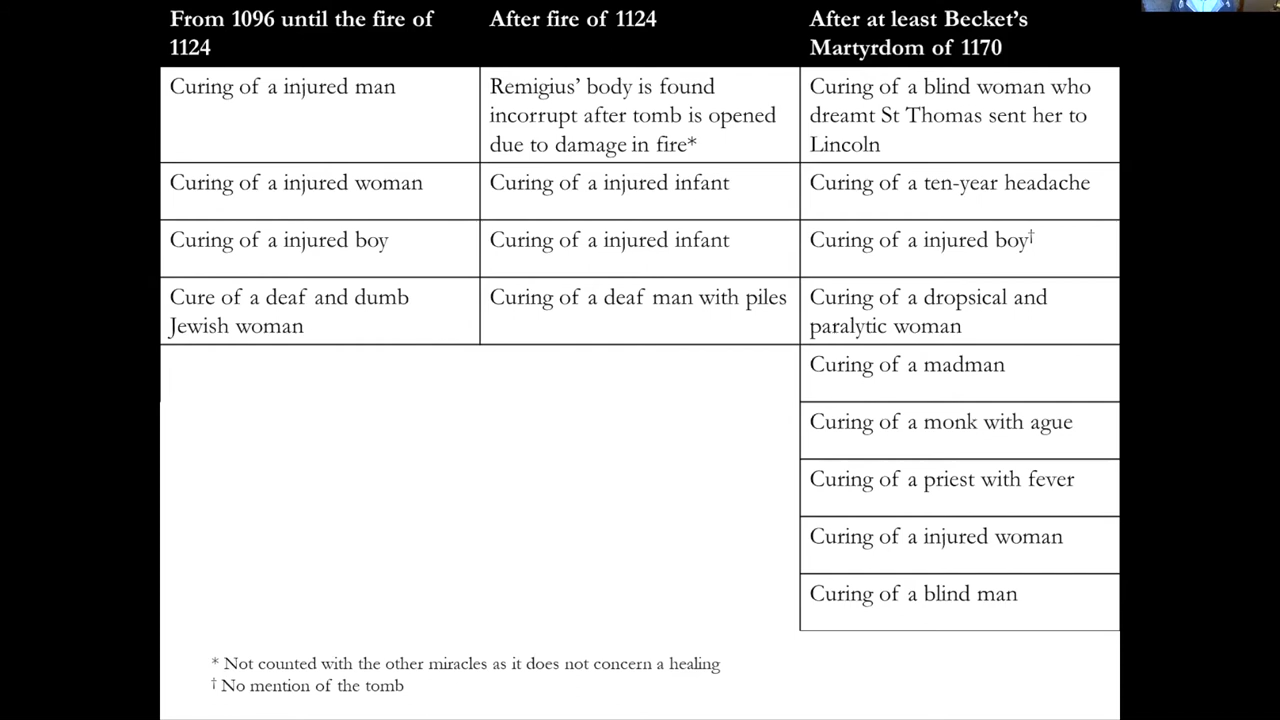 From 1096 until the fire of
1124
After fire of 1124
After at least Becket's
Martyrdom of 1170
Curing of a injured man
Remigius' body is found
incorrupt after tomb is opened
due to damage in fire*
Curing of a blind woman who
dreamt St Thomas sent her to
Lincoln
Curing of a injured woman
Curing of a injured infant
Curing of a ten-year headache
Curing of a injured boy
Curing of a injured infant
Curing of a injured boy†
Cure of a deaf and dumb
Jewish woman
Curing of a deaf man with piles
Curing of a dropsical and
paralytic woman
Curing of a madman
Curing of a monk with ague
Curing of a priest with fever
Curing of a injured woman
Curing of a blind man
* Not counted with the other miracles as it does not concern a healing
† No mention of the tomb